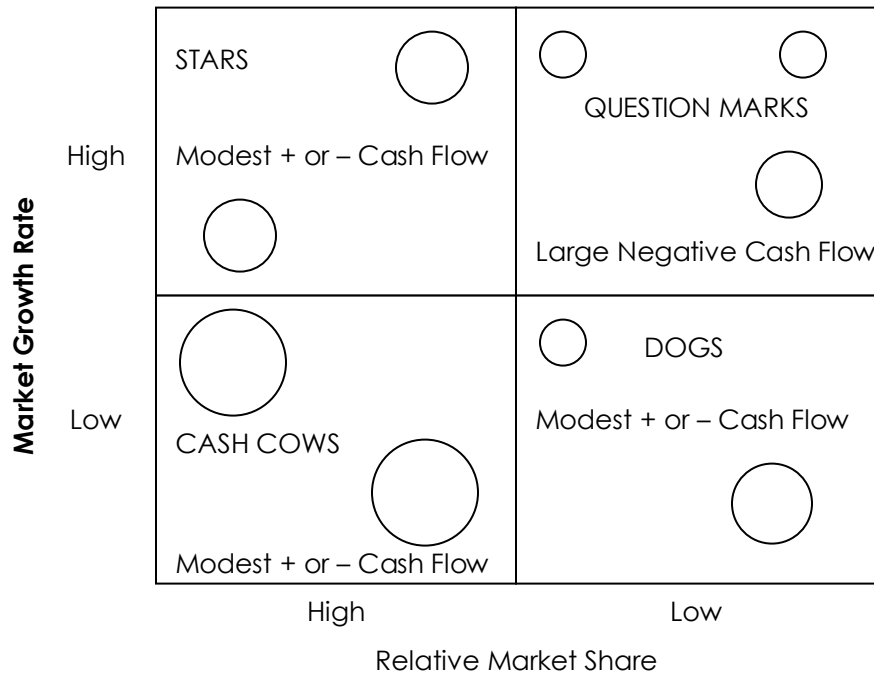 STARS
QUESTION MARKS
High
Modest + or – Cash Flow
Market Growth Rate
Large Negative Cash Flow
DOGS
Low
Modest + or – Cash Flow
CASH COWS
Modest + or – Cash Flow
High
Low
Relative Market Share